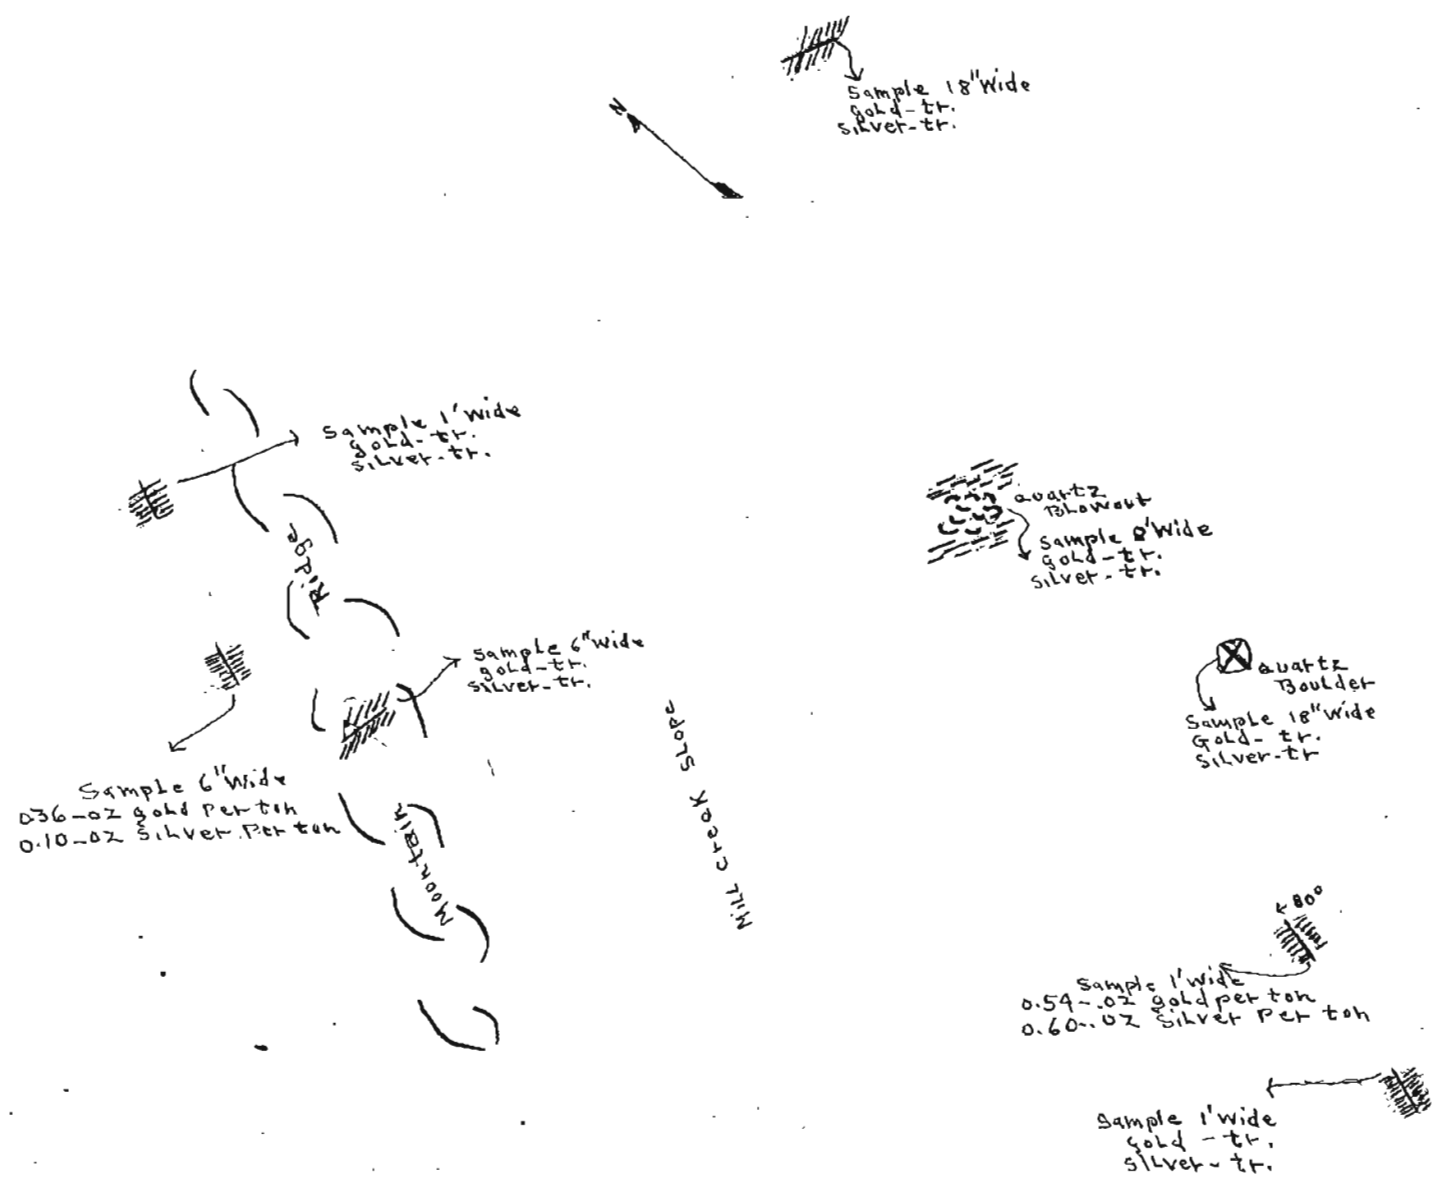 Sample 18" Wide
gold-tr.
silver-tr.
N
Sample 1' Wide
gold-tr.
silver-tr.
Ridge
Quartz
Blowout
Sample 8' Wide
gold-tr.
silver-tr.
Sample 6" Wide
gold-tr.
silver-tr.
Quartz
Boulder
Sample 18" Wide
Gold-tr.
Silver-tr
Mill Creek Slope
Sample 6" Wide
036-oz gold Per ton
0.10-oz Silver.Per ton
Moontain
80°
Sample 1' Wide
0.54-.oz gold per ton
0.60-.oz Silver Per ton
Sample 1' Wide
gold-tr.
silver-tr.